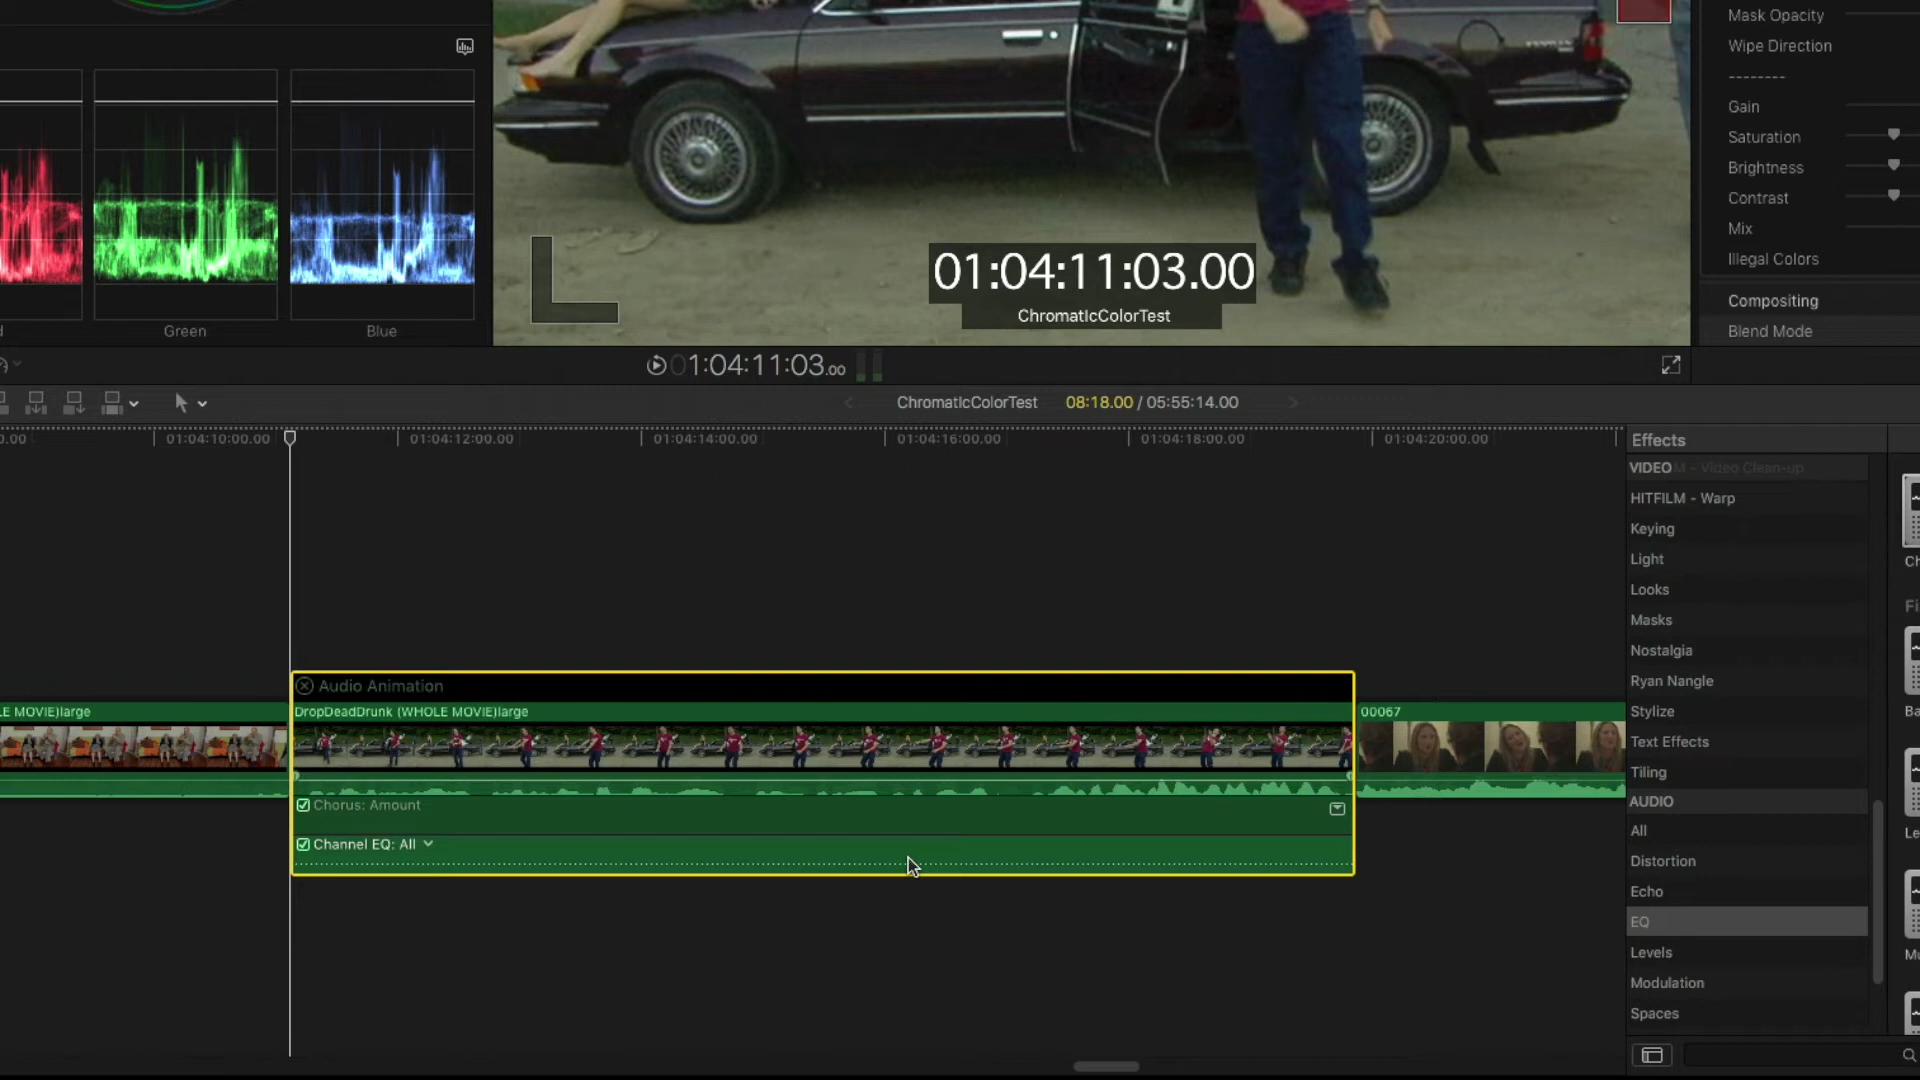 Mask Opacity
Wipe Direction
--------
Gain
Saturation
Brightness
Contrast
Mix
Illegal Colors
Compositing
Blend Mode
Green
Blue
01:04:11:03.00
ChromaticColorTest
01:04:11:03.00
ChromaticColorTest
08:18.00 / 05:55:14.00
01:04:10:00.00
01:04:12:00.00
01:04:14:00.00
01:04:16:00.00
01:04:18:00.00
01:04:20:00.00
Effects
VIDEO M - Video Clean-up
HITFILM - Warp
Keying
Light
Looks
Masks
Nostalgia
Ryan Nangle
Stylize
Text Effects
Tiling
AUDIO
All
Distortion
Echo
EQ
Levels
Modulation
Spaces
Audio Animation
LE MOVIE)large
DropDeadDrunk (WHOLE MOVIE)large
00067
Chorus: Amount
Channel EQ: All